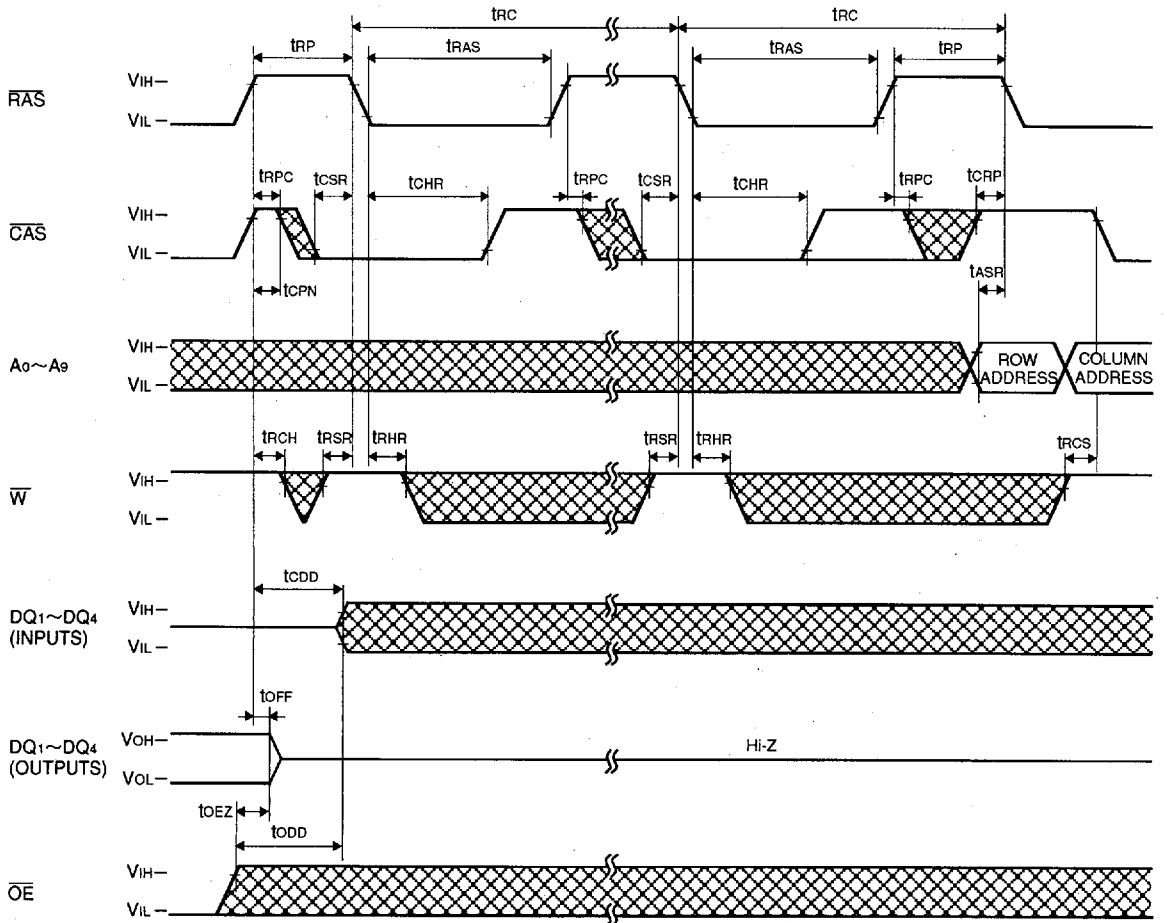 tRC tRC
tRP tRAS tRAS tRP
VIH
RAS
VIL
tRPC tCSR tCHR tRPC tCSR tCHR tRPC tCRP
VIH
CAS
VIL
tCPN tASR
VIH
A0~A9
VIL
ROW
ADDRESS
COLUMN
ADDRESS
tRCH tRSR tRHR tRSR tRHR tRCS
VIH
W
VIL
tCDD
VIH
DQ1~DQ4
(INPUTS)
VIL
tOFF
VOH
DQ1~DQ4
(OUTPUTS)
VOL
Hi-Z
tOEZ
tODD
VIH
OE
VIL